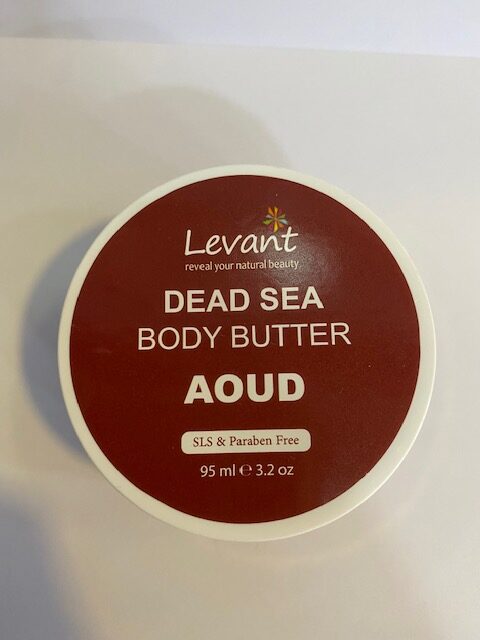 Levant
reveal your natural beauty
DEAD SEA
BODY BUTTER
AOUD
SLS & Paraben Free
95 ml ℮ 3.2 oz